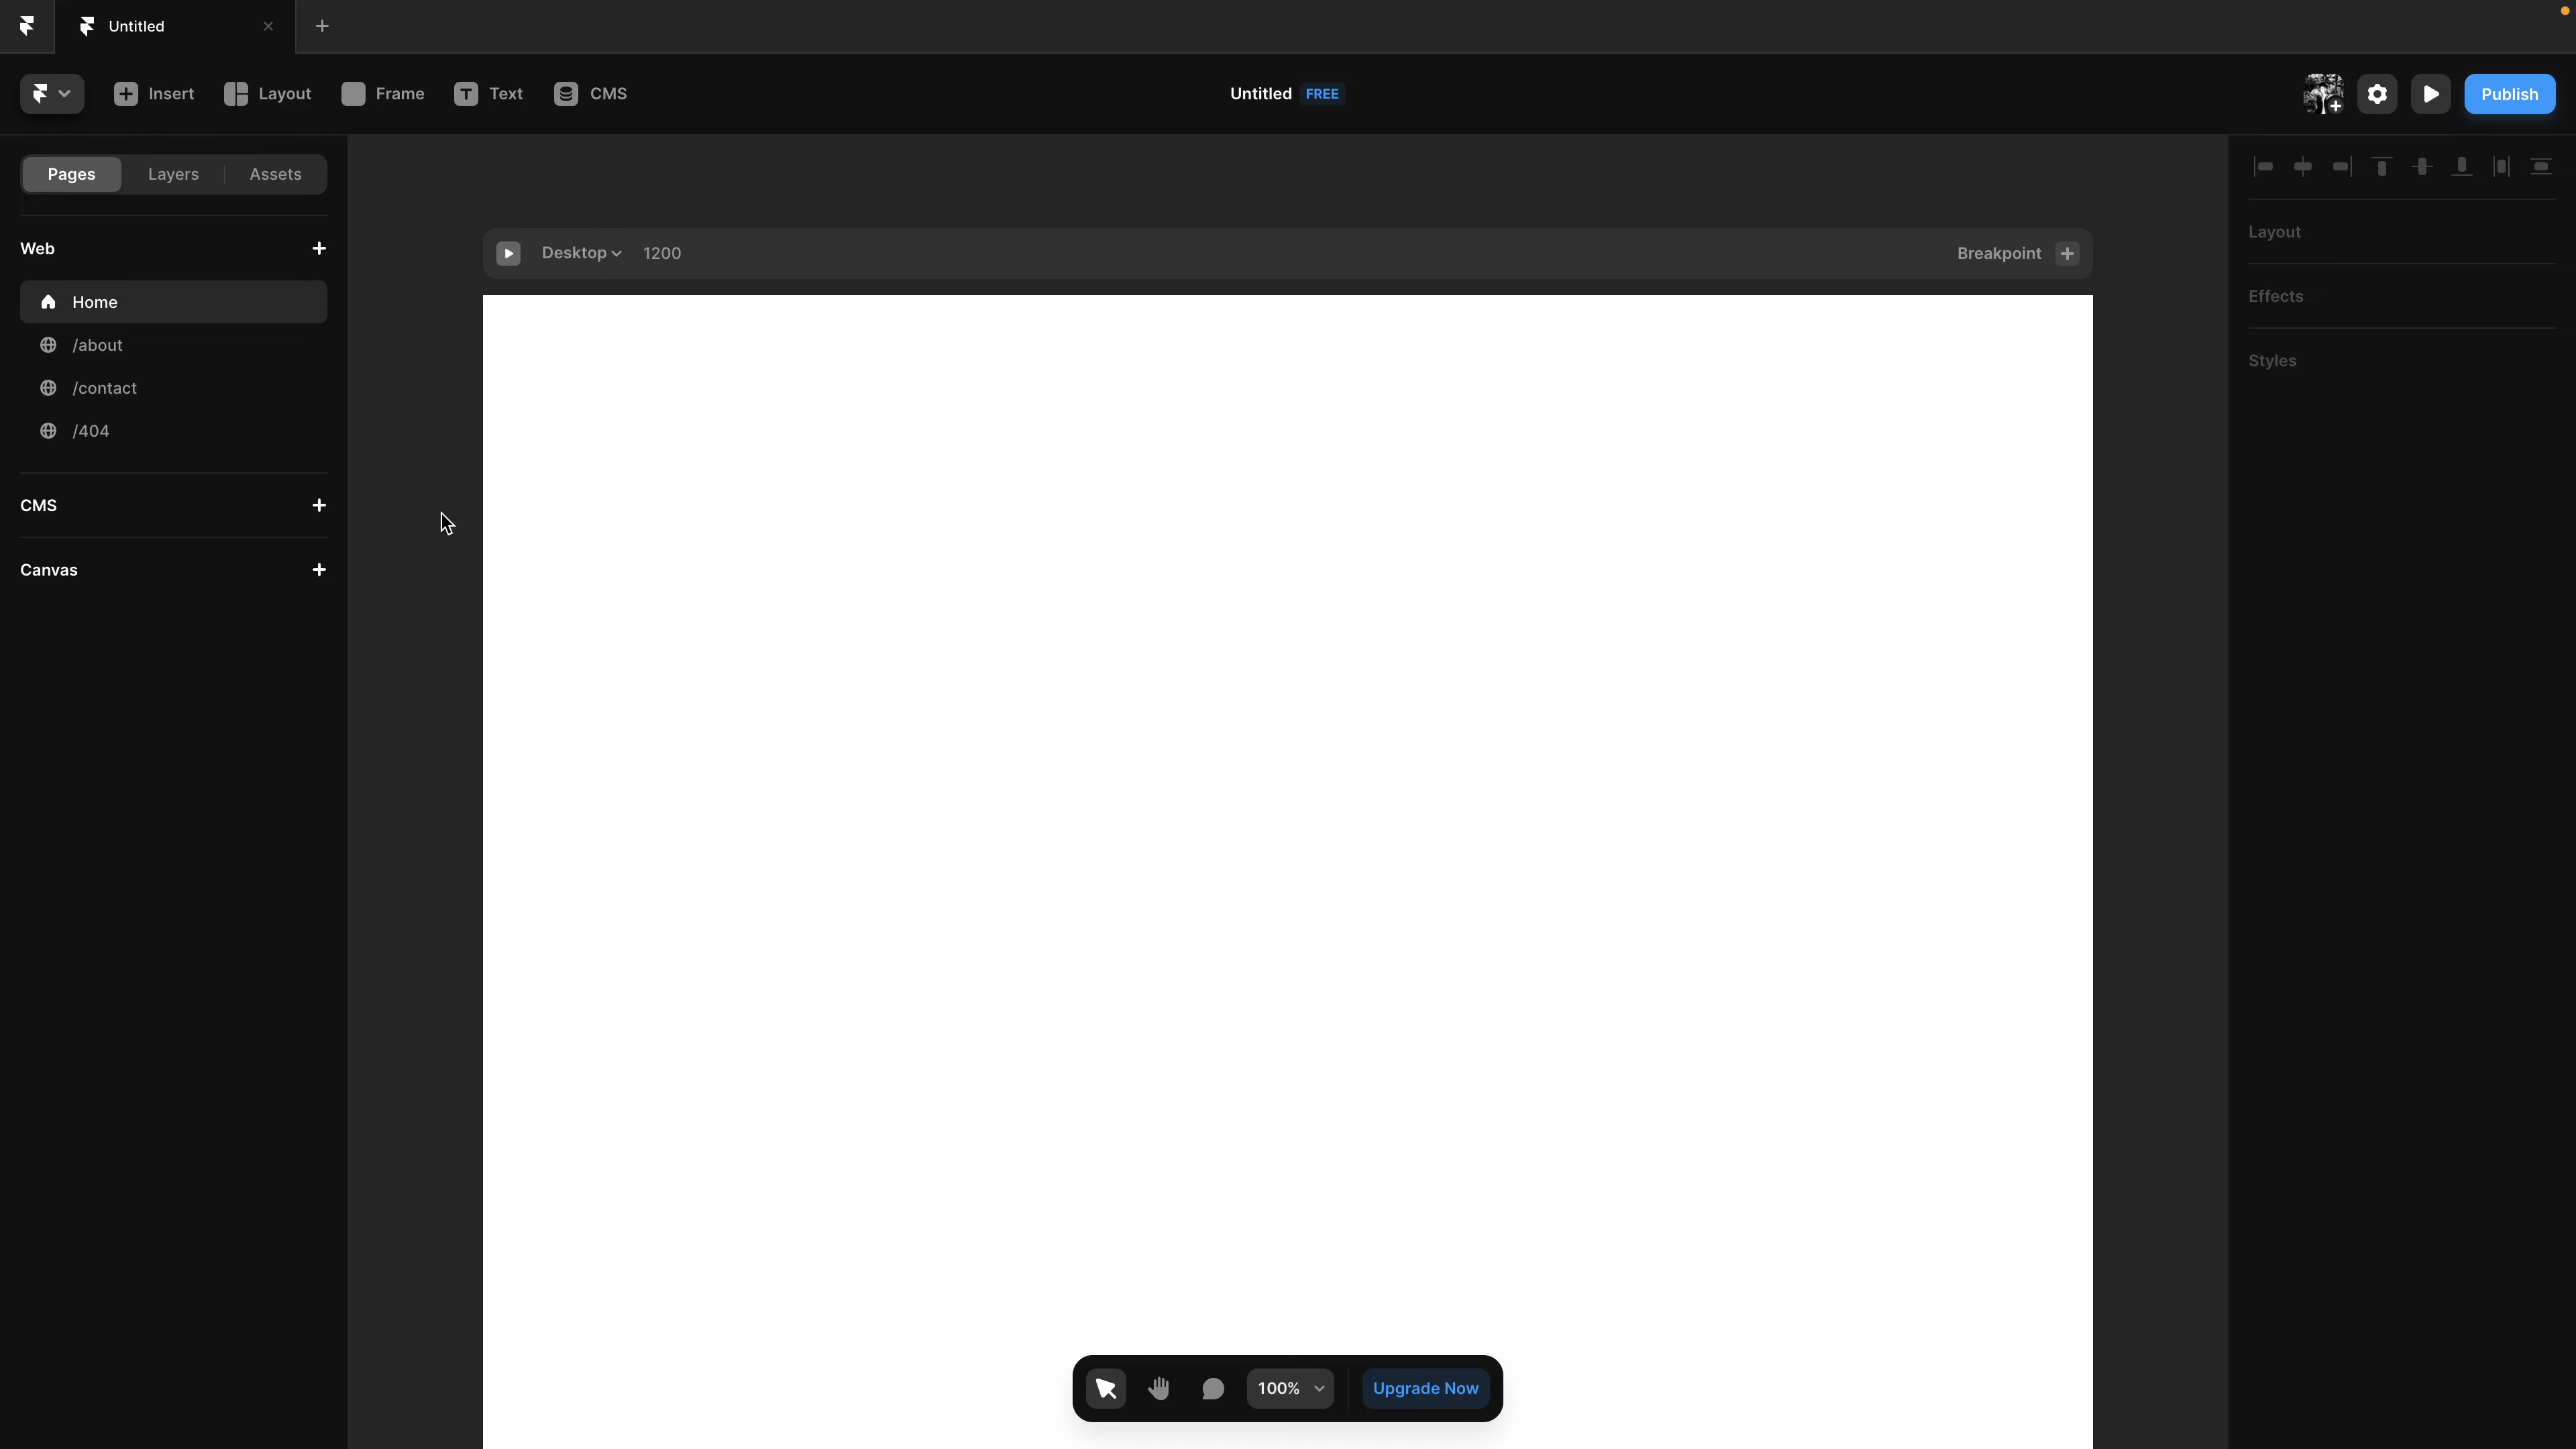 Untitled
Insert
Layout
Frame
Text
CMS
Untitled FREE
Publish
Pages
Layers
Assets
Web
Home
/about
/contact
/404
CMS
Canvas
Desktop
1200
Breakpoint
Layout
Effects
Styles
100%
Upgrade Now